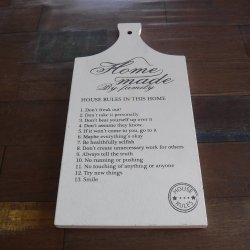 Home
made
By family
HOUSE RULES IN THIS HOME
1. Don't freak out!
2. Don't take it personally
3. Don't beat yourself up over it
4. Don't assume they know
5. If it won't come to you, go to it
6. Maybe everything's okay
7. Be healthfully selfish
8. Don't create unnecessary work for others
9. Always tell the truth
10. No running or pushing
11. No touching of anything or anyone
12. Try new things
13. Smile
HOUSE
RULES